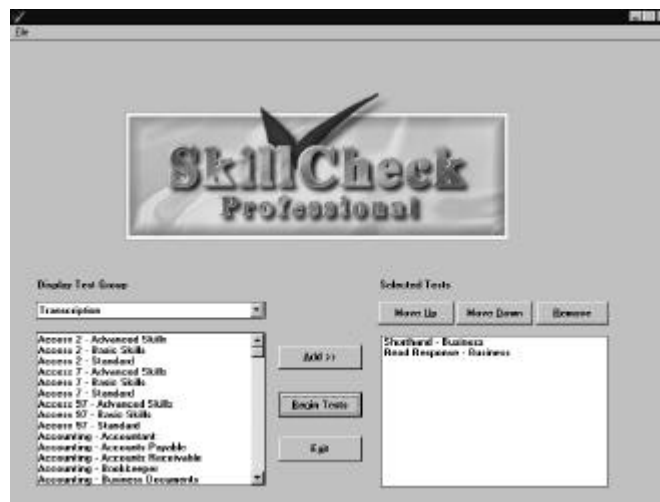 File
SkillCheck
Professional
Display Test Group
Transcription
Access 2 - Advanced Skills
Access 2 - Basic Skills
Access 2 - Standard
Access 7 - Advanced Skills
Access 7 - Basic Skills
Access 7 - Standard
Access 97 - Advanced Skills
Access 97 - Basic Skills
Access 97 - Standard
Accounting - Accountant
Accounting - Accounts Payable
Accounting - Accounts Receivable
Accounting - Bookkeeper
Accounting - Business Documents
Add >>
Begin Tests
Exit
Selected Tests
Move Up Move Down Remove
Shorthand - Business
Read Response - Business